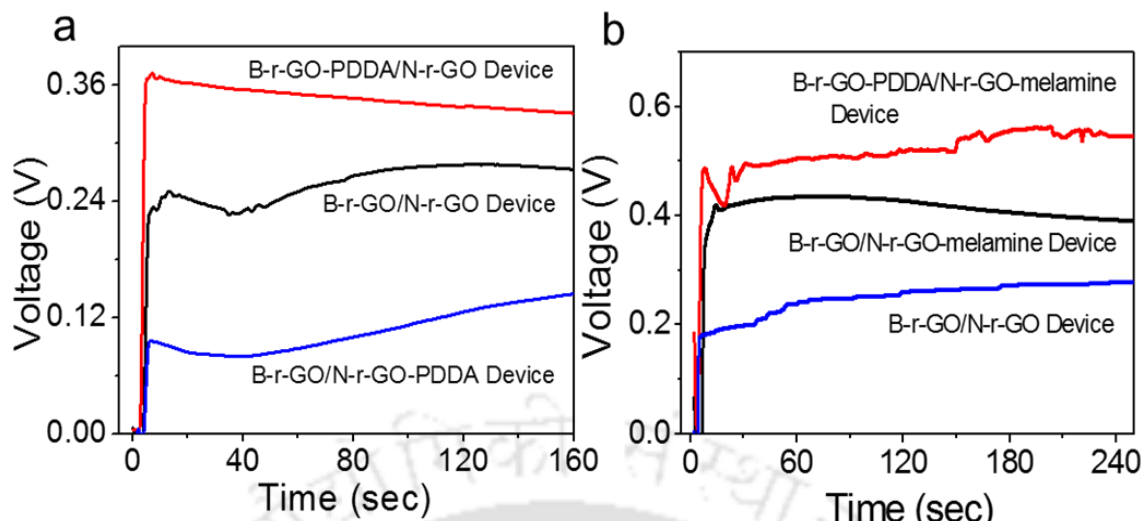 a
Voltage (V)
0.36
0.24
0.12
0.00
B-r-GO-PDDA/N-r-GO Device
B-r-GO/N-r-GO Device
B-r-GO/N-r-GO-PDDA Device
0
40
80
120
160
Time (sec)
b
Voltage (V)
0.6
0.4
0.2
0.0
B-r-GO-PDDA/N-r-GO-melamine
Device
B-r-GO/N-r-GO-melamine Device
B-r-GO/N-r-GO Device
0
60
120
180
240
Time (sec)